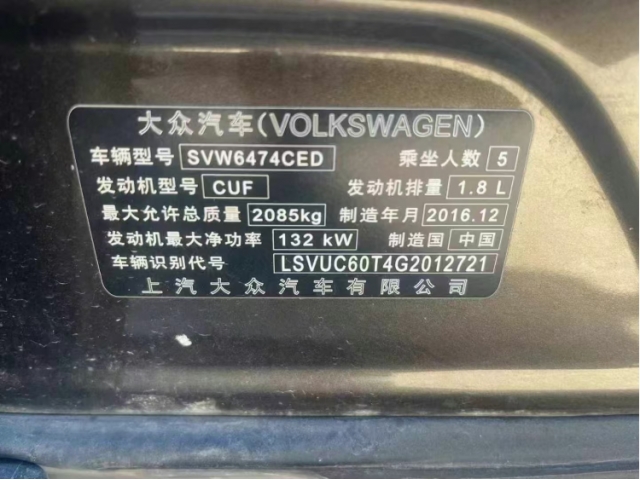 大众汽车(VOLKSWAGEN)
车辆型号 SVW6474CED 乘坐人数 5
发动机型号 CUF 发动机排量 1.8 L
最大允许总质量 2085kg 制造年月 2016.12
发动机最大净功率 132 kW 制造国 中国
车辆识别代号 LSVUC60T4G2012721
上汽大众汽车有限公司